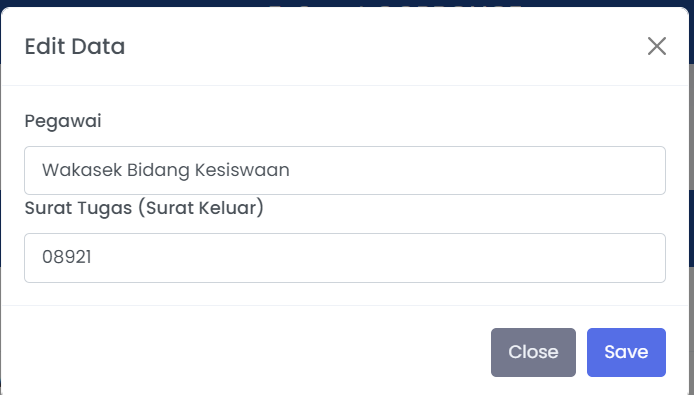 Edit Data
Pegawai
Wakasek Bidang Kesiswaan
Surat Tugas (Surat Keluar)
08921
Close
Save